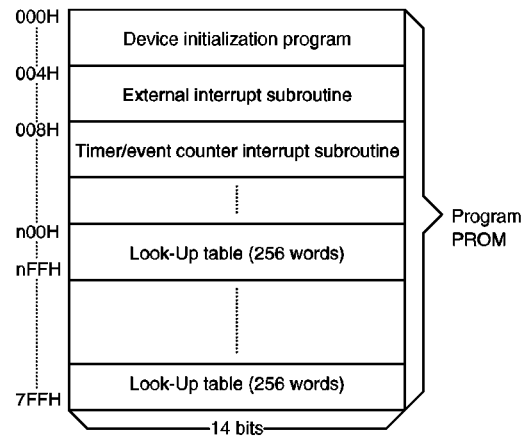 000H
Device initialization program
004H
External interrupt subroutine
008H
Timer/event counter interrupt subroutine
n00H
Look-Up table (256 words)
nFFH
Program
PROM
Look-Up table (256 words)
7FFH
14 bits